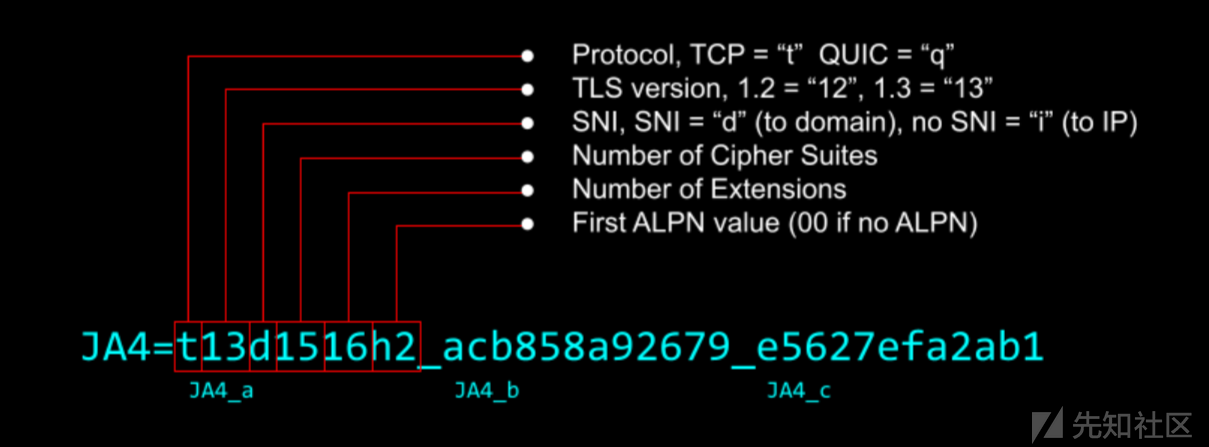 Protocol, TCP = “t”  QUIC = “q”
TLS version, 1.2 = “12”, 1.3 = “13”
SNI, SNI = “d” (to domain), no SNI = “i” (to IP)
Number of Cipher Suites
Number of Extensions
First ALPN value (00 if no ALPN)
JA4=t13d1516h2_acb858a92679_e5627efa2ab1
JA4_a JA4_b JA4_c
先知社区